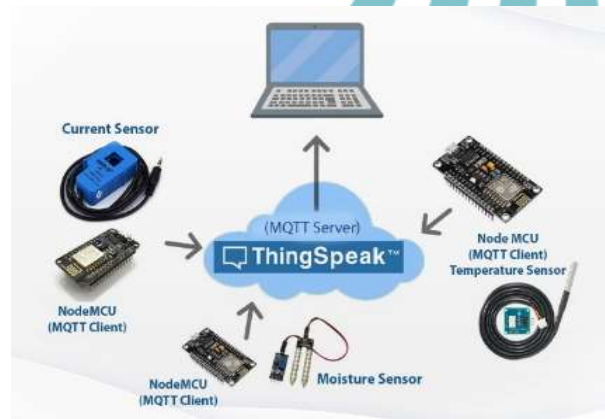 Current Sensor
(MQTT Server)
ThingSpeak™
NodeMCU
(MQTT Client)
Node MCU
(MQTT Client)
Temperature Sensor
NodeMCU
(MQTT Client)
Moisture Sensor